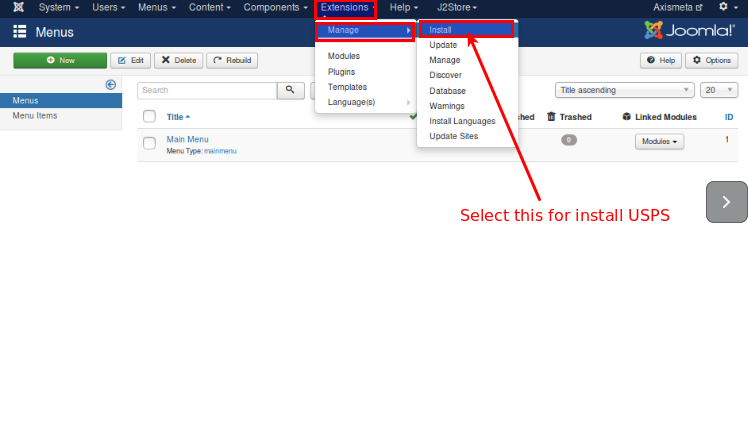 System Users Menus Content Components Extensions Help J2Store Axismeta
Menus Joomla!
New Edit Delete Rebuild Help Options
Manage
Modules
Plugins
Templates
Language(s)
Install
Update
Manage
Discover
Database
Warnings
Install Languages
Update Sites
Menus
Menu Items
Search Title ascending 20
Title Trashed Linked Modules ID
Main Menu 0 Modules 1
Menu Type: mainmenu
Select this for install USPS